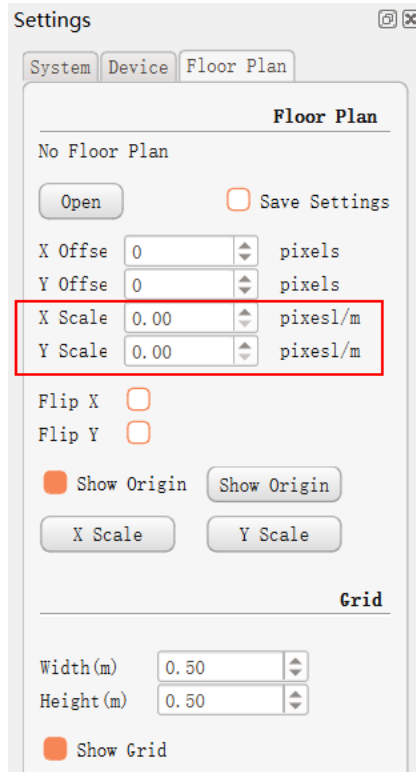 Settings
System Device Floor Plan
Floor Plan
No Floor Plan
Open Save Settings
X Offse 0 pixels
Y Offse 0 pixels
X Scale 0.00 pixesl/m
Y Scale 0.00 pixesl/m
Flip X
Flip Y
Show Origin Show Origin
X Scale Y Scale
Grid
Width(m) 0.50
Height(m) 0.50
Show Grid